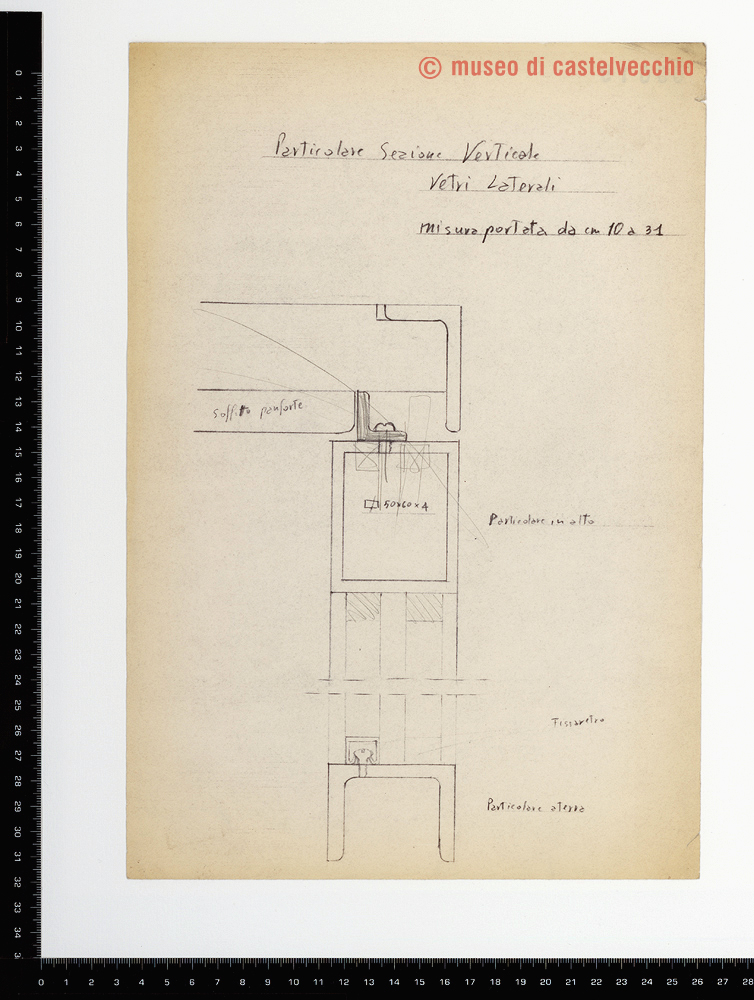 © museo di castelvecchio
Particolare Sezione Verticale
Vetri Laterali
misura portata da cm 10 a 31
soffitto panforte
50x60x4
Particolare in alto
Fissavetro
Particolare a terra
0 1 2 3 4 5 6 7 8 9 10 11 12 13 14 15 16 17 18 19 20 21 22 23 24 25 26 27 28 29 30 31 32 33 34 3
0 1 2 3 4 5 6 7 8 9 10 11 12 13 14 15 16 17 18 19 20 21 22 23 24 25 26 27 28